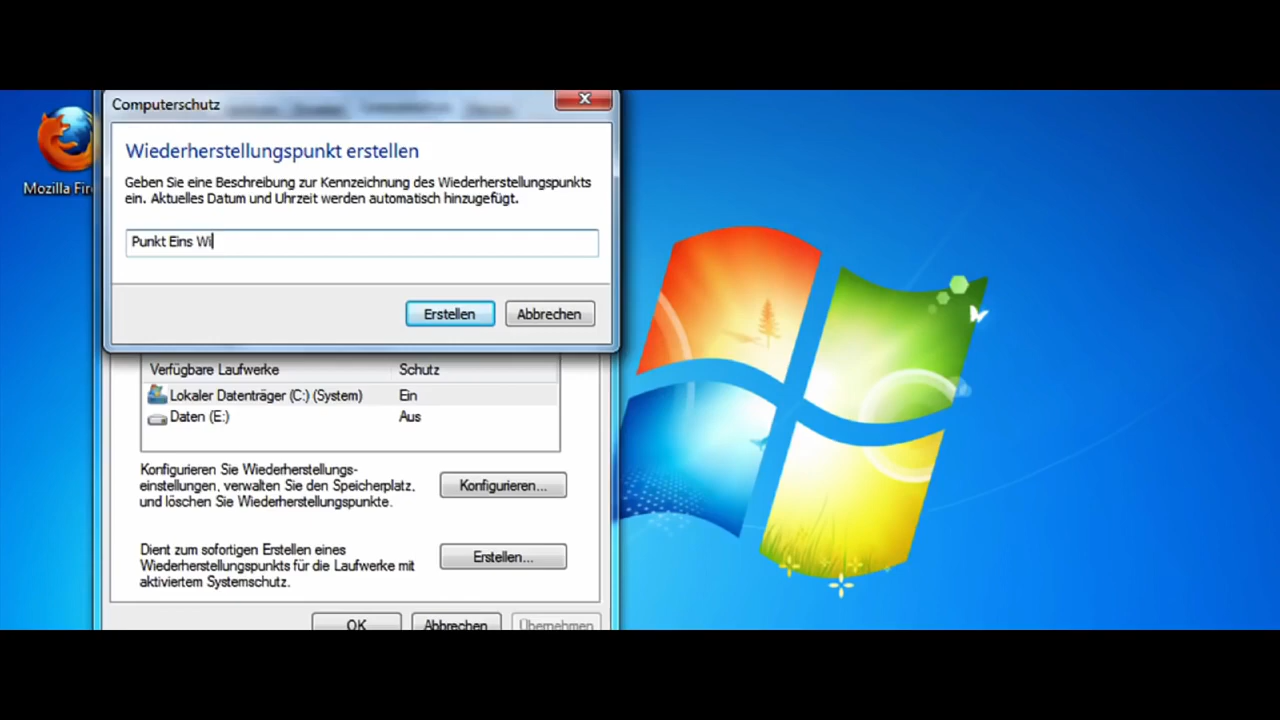 Computerschutz
Wiederherstellungspunkt erstellen
Geben Sie eine Beschreibung zur Kennzeichnung des Wiederherstellungspunkts
ein. Aktuelles Datum und Uhrzeit werden automatisch hinzugefügt.
Punkt Eins Wi
Erstellen Abbrechen
Mozilla Fir
Verfügbare Laufwerke Schutz
Lokaler Datenträger (C:) (System) Ein
Daten (E:) Aus
Konfigurieren Sie Wiederherstellungs-
einstellungen, verwalten Sie den Speicherplatz,
und löschen Sie Wiederherstellungspunkte.
Konfigurieren...
Dient zum sofortigen Erstellen eines
Wiederherstellungspunkts für die Laufwerke mit
aktiviertem Systemschutz.
Erstellen...
OK Abbrechen Übernehmen